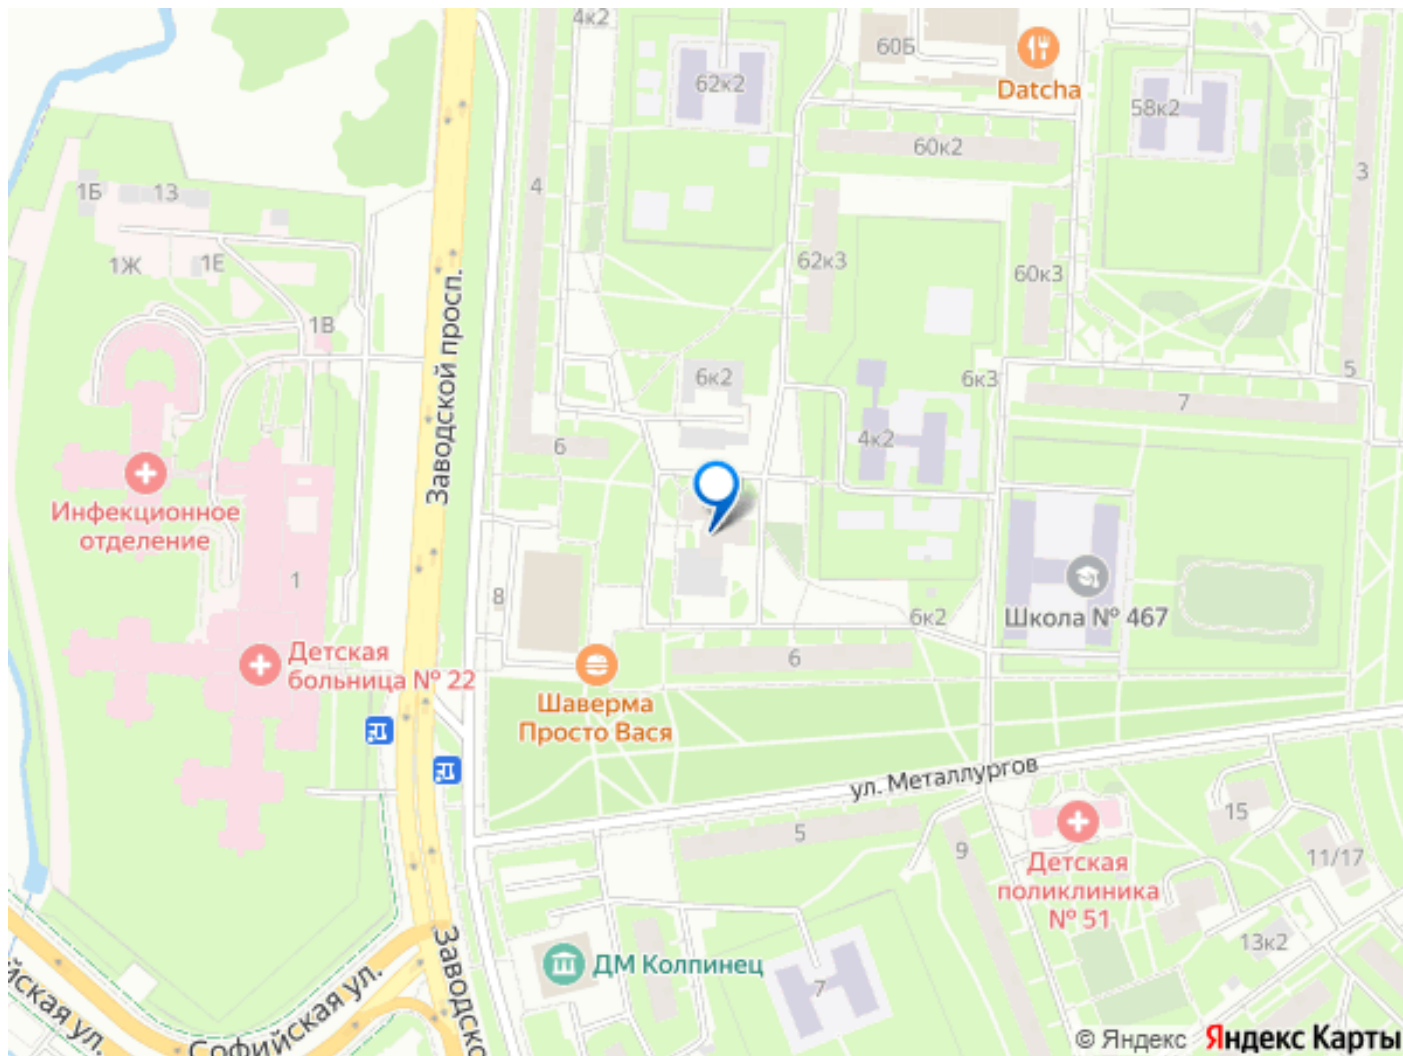 4к2
60Б
Datcha
62к2
58к2
60к2
3
4
1Б
13
62к3
60к3
1Ж
1Е
1В
Заводской просп.
6к2
6к3
5
7
4к2
6
Инфекционное
отделение
1
8
Школа № 467
6к2
Детская
больница № 22
6
Шаверма
Просто Вася
ул. Металлургов
5
9
15
11/17
Детская
поликлиника
№ 51
13к2
ДМ Колпинец
7
Заводско
йская ул.
Софийская ул.
© Яндекс Яндекс Карты